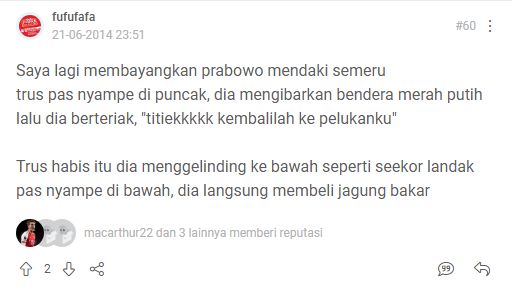 fufufafa
21-06-2014 23:51
#60
Saya lagi membayangkan prabowo mendaki semeru
trus pas nyampe di puncak, dia mengibarkan bendera merah putih
lalu dia berteriak, "titiekkkkk kembalilah ke pelukanku"
Trus habis itu dia menggelinding ke bawah seperti seekor landak
pas nyampe di bawah, dia langsung membeli jagung bakar
macarthur22 dan 3 lainnya memberi reputasi
2